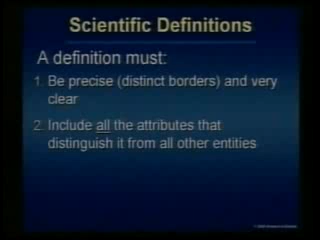 Scientific Definitions
A definition must:
1. Be precise (distinct borders) and very
clear
2. Include all the attributes that
distinguish it from all other entities